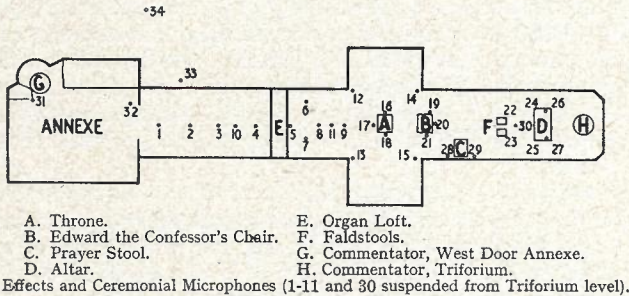 34
33
G
31
32
ANNEXE
1 2 3 10 4 E 5 6 7 8 11 9
12 14
16 19
17 A B 20
18 21
13 15
28 C 29
22 24 26
F 30 D H
23 25 27
A. Throne. E. Organ Loft.
B. Edward the Confessor's Chair. F. Faldstools.
C. Prayer Stool. G. Commentator, West Door Annexe.
D. Altar. H. Commentator, Triforium.
Effects and Ceremonial Microphones (1-11 and 30 suspended from Triforium level).